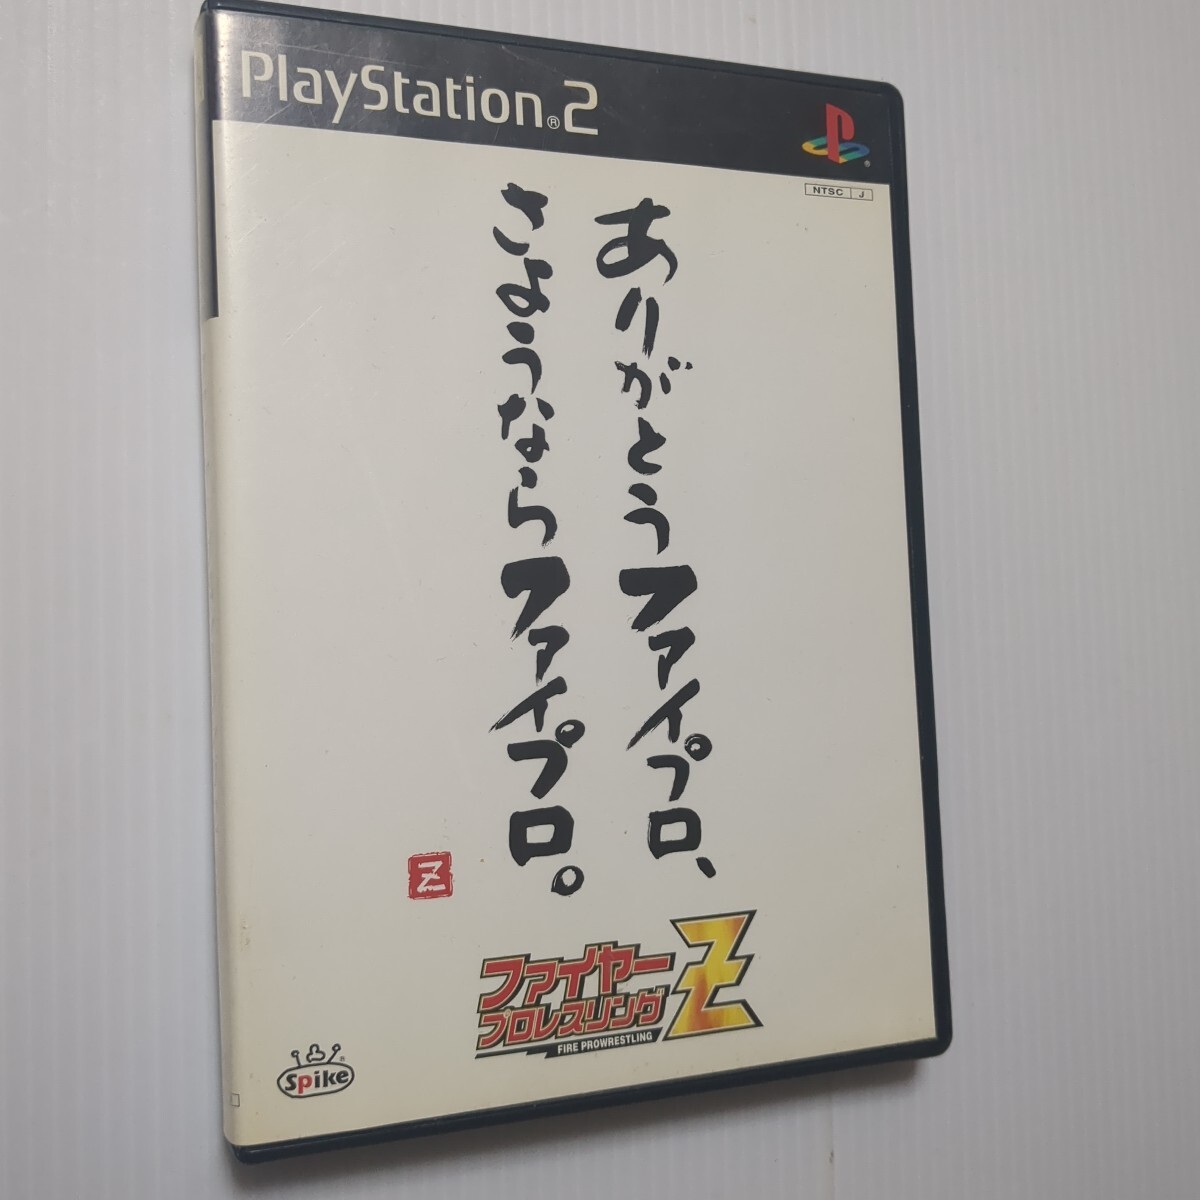 PlayStation®2
NTSC J
ありがとうファイプロ、
さようならファイプロ。
Z
ファイヤー
プロレスリング
Z
FIRE PROWRESTLING
Spike®